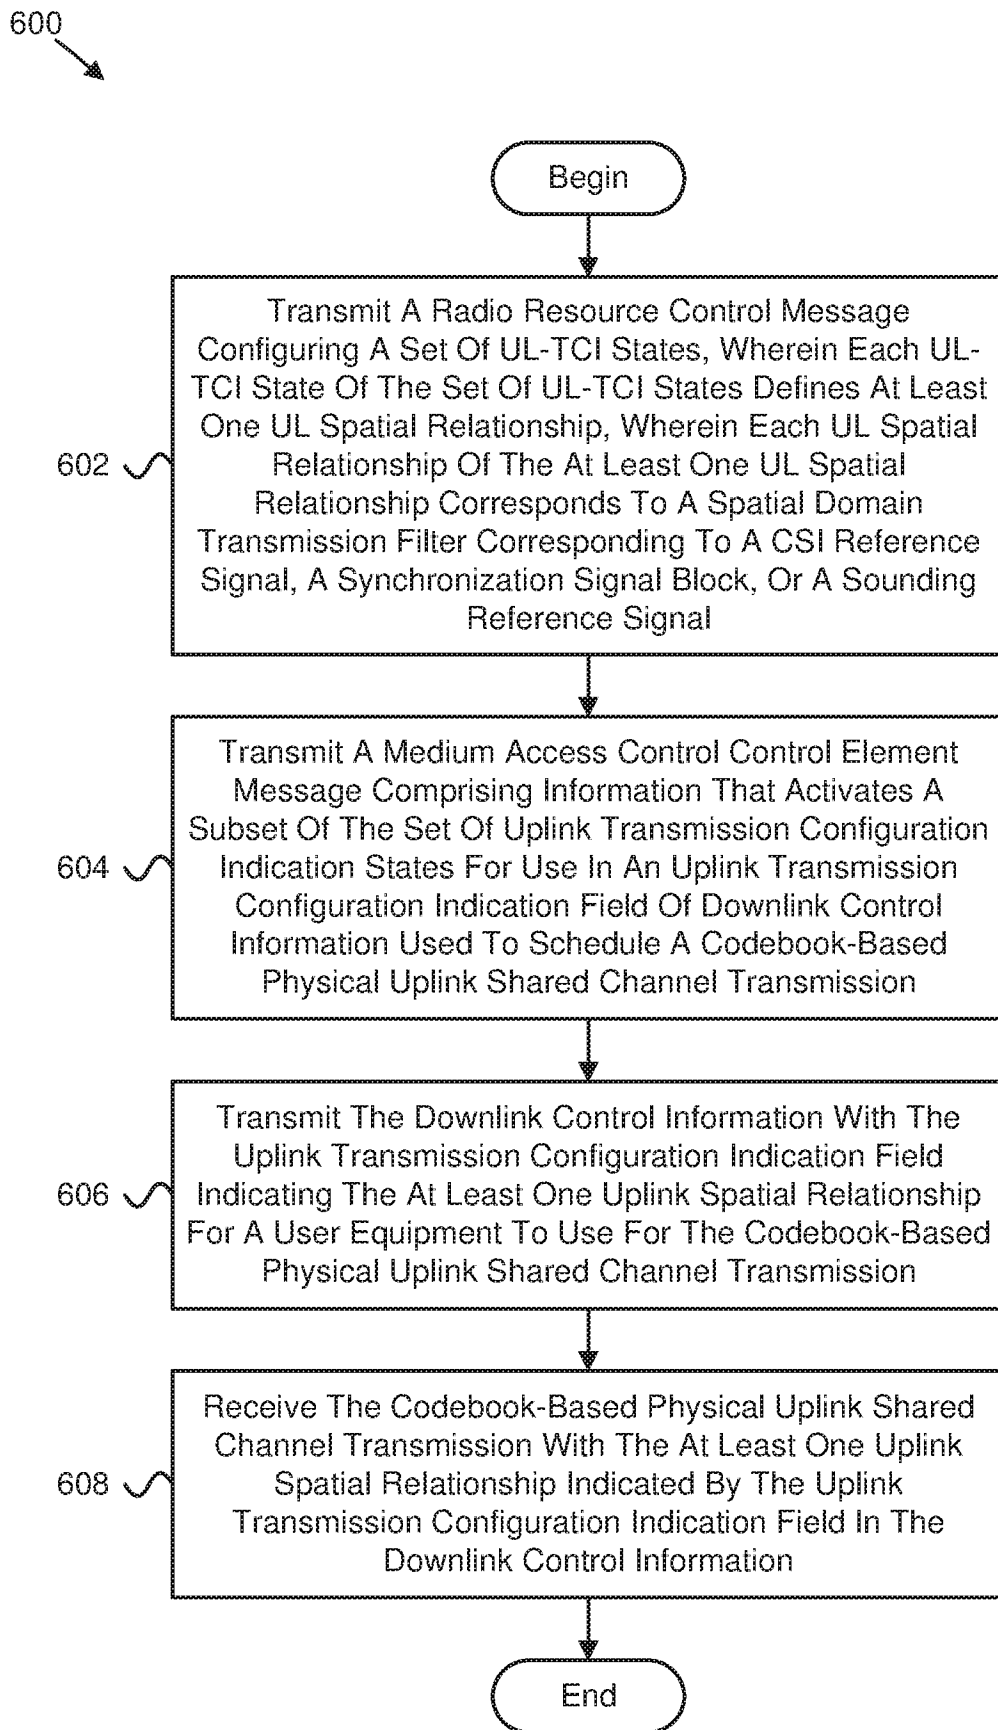 600
Begin
Transmit A Radio Resource Control Message
Configuring A Set Of UL-TCI States, Wherein Each UL-
TCI State Of The Set Of UL-TCI States Defines At Least
One UL Spatial Relationship, Wherein Each UL Spatial
Relationship Of The At Least One UL Spatial
Relationship Corresponds To A Spatial Domain
Transmission Filter Corresponding To A CSI Reference
Signal, A Synchronization Signal Block, Or A Sounding
Reference Signal
602
Transmit A Medium Access Control Control Element
Message Comprising Information That Activates A
Subset Of The Set Of Uplink Transmission Configuration
Indication States For Use In An Uplink Transmission
Configuration Indication Field Of Downlink Control
Information Used To Schedule A Codebook-Based
Physical Uplink Shared Channel Transmission
604
Transmit The Downlink Control Information With The
Uplink Transmission Configuration Indication Field
Indicating The At Least One Uplink Spatial Relationship
For A User Equipment To Use For The Codebook-Based
Physical Uplink Shared Channel Transmission
606
Receive The Codebook-Based Physical Uplink Shared
Channel Transmission With The At Least One Uplink
Spatial Relationship Indicated By The Uplink
Transmission Configuration Indication Field In The
Downlink Control Information
608
End